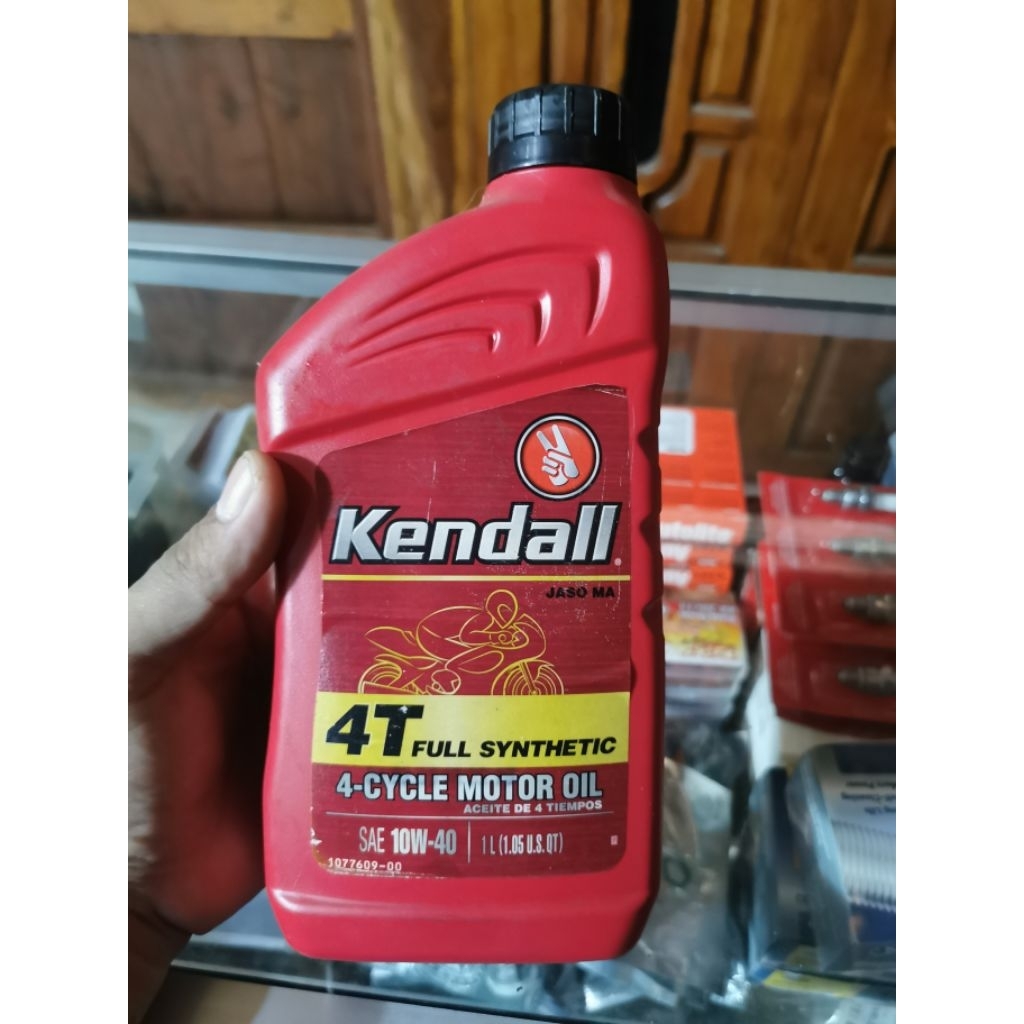 Kendall
JASO MA
4T FULL SYNTHETIC
4-CYCLE MOTOR OIL
ACEITE DE 4 TIEMPOS
SAE 10W-40 1 L (1.05 U.S. QT)
1077609-00